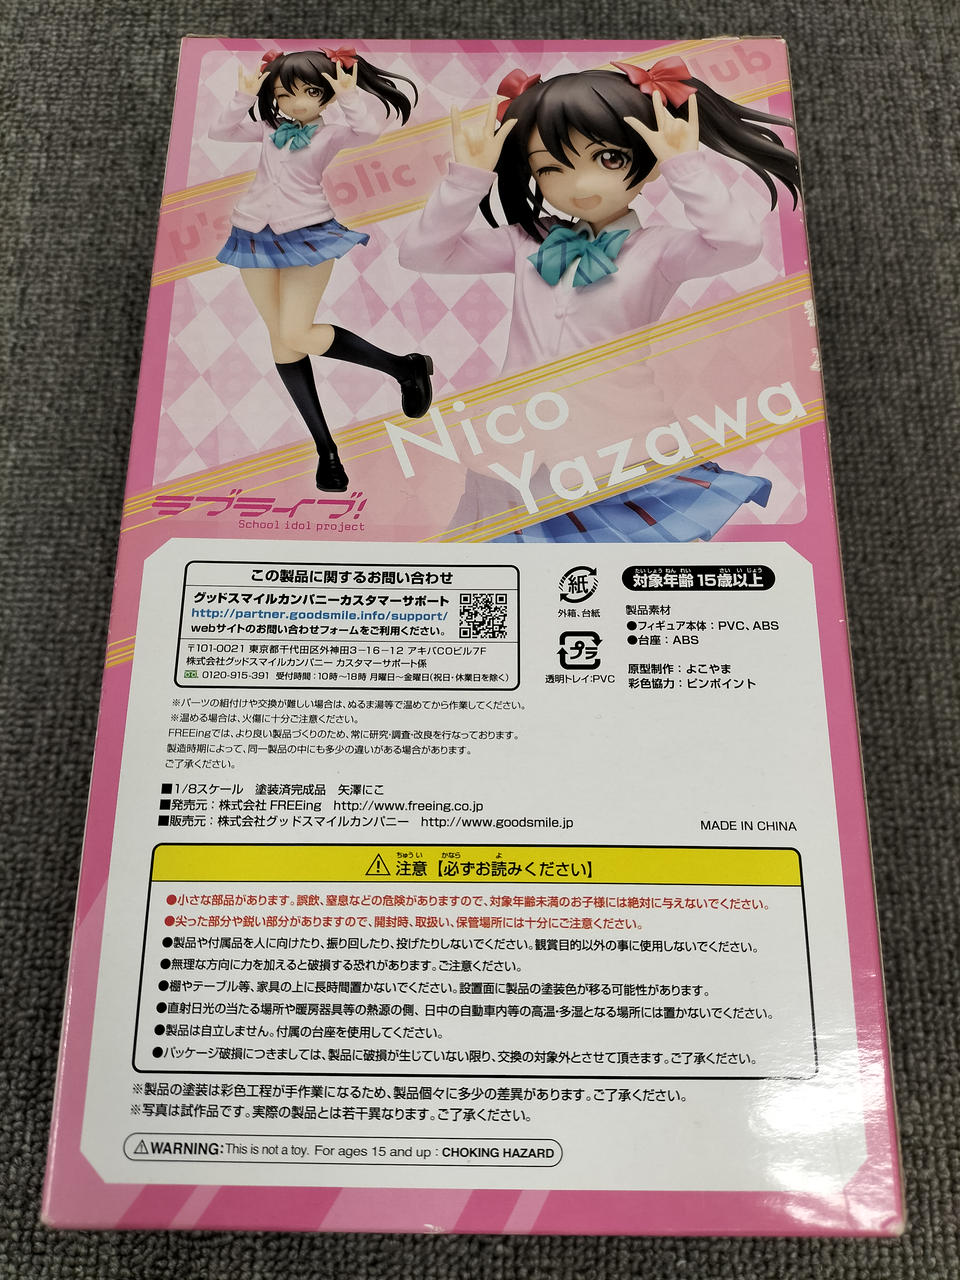 μ's
blic
lub
Nico
Yazawa
ラブライブ!
School idol project
この製品に関するお問い合わせ
グッドスマイルカンパニーカスタマーサポート
http://partner.goodsmile.info/support/
webサイトのお問い合わせフォームをご利用ください。
〒101-0021 東京都千代田区外神田3-16-12 アキバCOビル7F
株式会社グッドスマイルカンパニー カスタマーサポート係
0120-915-391 受付時間:10時〜18時 月曜日〜金曜日(祝日・休業日を除く)
紙
外箱、台紙
プラ
透明トレイ:PVC
たいしょうねんれい さいいじょう
対象年齢15歳以上
製品素材
●フィギュア本体:PVC、ABS
●台座:ABS
原型制作:よこやま
彩色協力:ピンポイント
※パーツの組付けや交換が難しい場合は、ぬるま湯等で温めてから作業してください。
※温める場合は、火傷に十分ご注意ください。
FREEingでは、より良い製品づくりのため、常に研究・調査・改良を行なっております。
製造時期によって、同一製品の中にも多少の違いがある場合があります。
ご了承ください。
■1/8スケール 塗装済完成品 矢澤にこ
■発売元:株式会社 FREEing http://www.freeing.co.jp
■販売元:株式会社グッドスマイルカンパニー http://www.goodsmile.jp
MADE IN CHINA
ちゅうい かなら よ
注意【必ずお読みください】
●小さな部品があります。誤飲、窒息などの危険がありますので、対象年齢未満のお子様には絶対に与えないでください。
●尖った部分や鋭い部分がありますので、開封時、取扱い、保管場所には十分にご注意ください。
●製品や付属品を人に向けたり、振り回したり、投げたりしないでください。観賞目的以外の事に使用しないでください。
●無理な方向に力を加えると破損する恐れがあります。ご注意ください。
●棚やテーブル等、家具の上に長時間置かないでください。設置面に製品の塗装色が移る可能性があります。
●直射日光の当たる場所や暖房器具等の熱源の側、日中の自動車内等の高温・多湿となる場所には置かないでください。
●製品は自立しません。付属の台座を使用してください。
●パッケージ破損につきましては、製品に破損が生じていない限り、交換の対象外とさせて頂きます。ご了承ください。
※製品の塗装は彩色工程が手作業になるため、製品個々に多少の差異があります。ご了承ください。
※写真は試作品です。実際の製品とは若干異なります。ご了承ください。
WARNING: This is not a toy. For ages 15 and up : CHOKING HAZARD